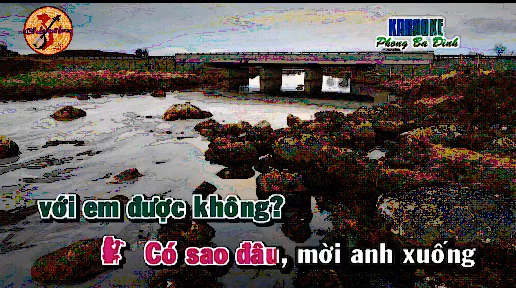 KARAOKE
Phong Ba Đình
với em được không?
Có sao đâu, mời anh xuống